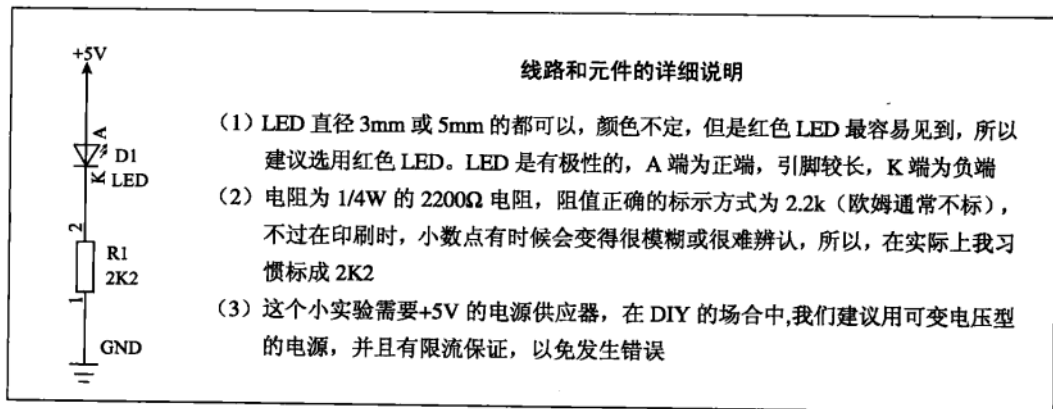 +5V
A
D1
K LED
2
R1
2K2
1
GND
线路和元件的详细说明
（1）LED 直径 3mm 或 5mm 的都可以，颜色不定，但是红色 LED 最容易见到，所以
建议选用红色 LED。LED 是有极性的，A 端为正端，引脚较长，K 端为负端
（2）电阻为 1/4W 的 2200Ω 电阻，阻值正确的标示方式为 2.2k（欧姆通常不标），
不过在印刷时，小数点有时候会变得很模糊或很难辨认，所以，在实际上我习
惯标成 2K2
（3）这个小实验需要+5V 的电源供应器，在 DIY 的场合中,我们建议用可变电压型
的电源，并且有限流保证，以免发生错误